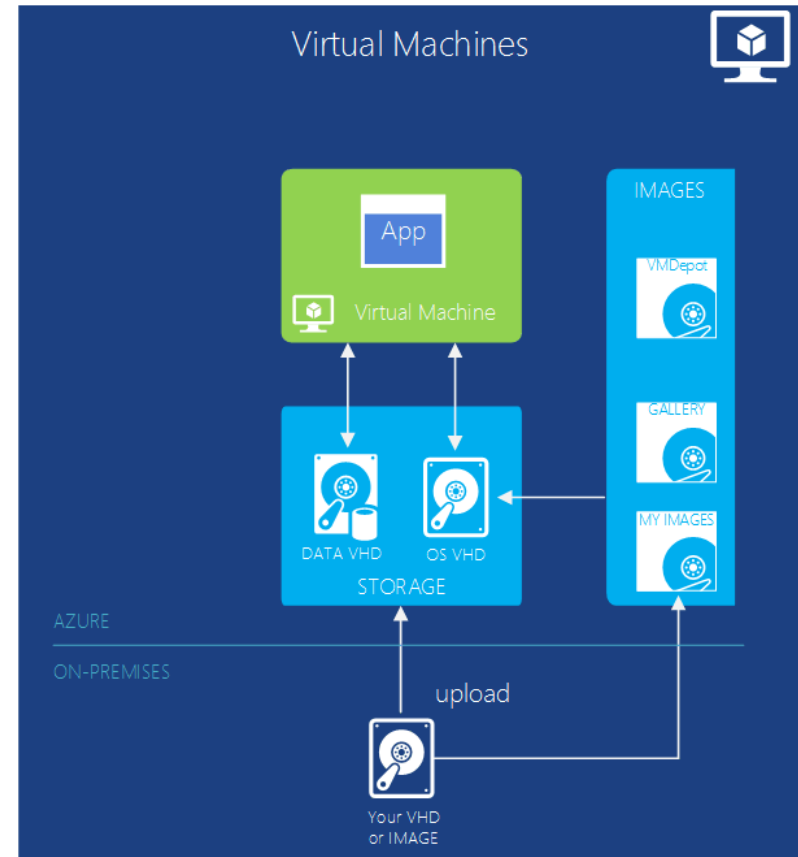 Virtual Machines
App
Virtual Machine
IMAGES
VMDepot
GALLERY
MY IMAGES
DATA VHD
OS VHD
STORAGE
AZURE
ON-PREMISES
upload
Your VHD
or IMAGE